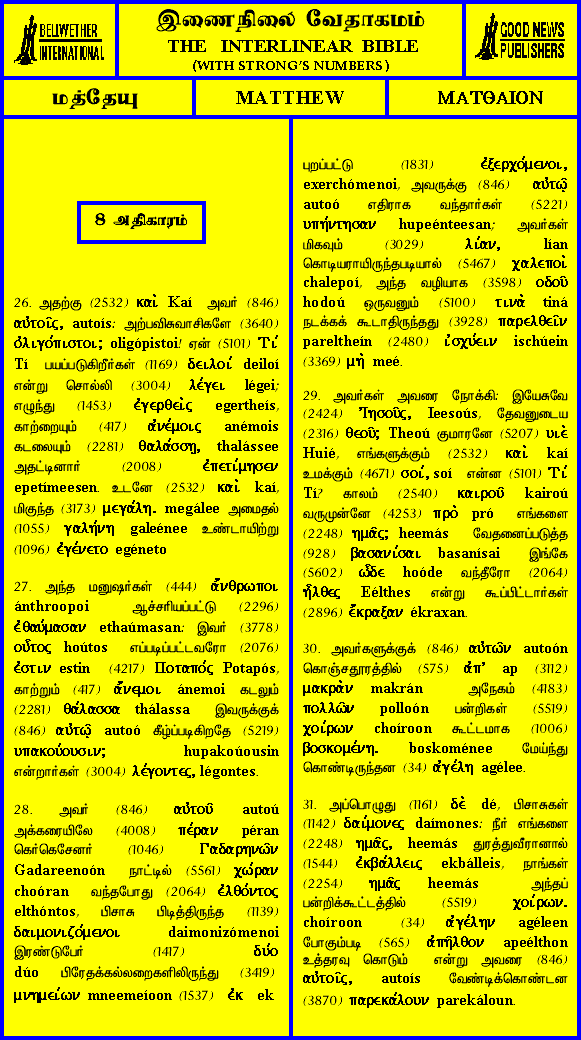 BELLWETHER
INTERNATIONAL
இணைநிலை வேதாகமம்
THE INTERLINEAR BIBLE
(WITH STRONG'S NUMBERS)
GOOD NEWS
PUBLISHERS
மத்தேயு
MATTHEW
ΜΑΤΘΑΙΟΝ
8 அதிகாரம்
26. அதற்கு (2532) καὶ Kaí அவர் (846)
αὐτοῖς, autoís: அற்பவிசுவாசிகளே (3640)
ὀλιγόπιστοι; oligópistoi! ஏன் (5101) Τί
Tí பயப்படுகிறீர்கள் (1169) δειλοί deiloí
என்று சொல்லி (3004) λέγει légei;
எழுந்து (1453) ἐγερθεὶς egertheís,
காற்றையும் (417) ἀνέμοις anémois
கடலையும் (2281) θαλάσσῃ, thalássee
அதட்டினார் (2008) ἐπετίμησεν
epetímeesen. உடனே (2532) καὶ kaí,
மிகுந்த (3173) μεγάλη. megálee அமைதல்
(1055) γαλήνη galeénee உண்டாயிற்று
(1096) ἐγένετο egéneto
27. அந்த மனுஷர்கள் (444) ἄνθρωποι
ánthroopoi ஆச்சரியப்பட்டு (2296)
ἐθαύμασαν ethaúmasan: இவர் (3778)
οὗτος hoútos எப்படிப்பட்டவரோ (2076)
ἐστιν estin (4217) Ποταπός Potapós,
காற்றும் (417) ἄνεμοι ánemoi கடலும்
(2281) θάλασσα thálassa இவருக்குக்
(846) αὐτῷ autoó கீழ்ப்படிகிறதே (5219)
υπακούουσιν; hupakoúousin
என்றார்கள் (3004) λέγοντες, légontes.
28. அவர் (846) αὐτοῦ autoú
அக்கரையிலே (4008) πέραν péran
கெர்கெசேனர் (1046) Γαδαρηνῶν
Gadareenoón நாட்டில் (5561) χώραν
choóran வந்தபோது (2064) ἐλθόντος
elthóntos, பிசாசு பிடித்திருந்த (1139)
δαιμονιζόμενοι daimonizómenoi
இரண்டுபேர் (1417) δύο
dúo பிரேதக்கல்லறைகளிலிருந்து (3419)
μνημείων mneemeíoon (1537) ἐκ ek
புறப்பட்டு (1831) ἐξερχόμενοι,
exerchómenoi, அவருக்கு (846) αὐτῷ
autoó எதிராக வந்தார்கள் (5221)
υπήντησαν hupeénteesan; அவர்கள்
மிகவும் (3029) λίαν, lían
கொடியராயிருந்தபடியால் (5467) χαλεποὶ
chalepoí, அந்த வழியாக (3598) οδοῦ
hodoú ஒருவனும் (5100) τινὰ tiná
நடக்கக் கூடாதிருந்தது (3928) παρελθεῖν
pareltheín (2480) ἰσχύειν ischúein
(3369) μὴ meé.
29. அவர்கள் அவரை நோக்கி: இயேசுவே
(2424) Ἰησοῦς, Ieesoús, தேவனுடைய
(2316) θεοῦ; Theoú குமாரனே (5207) υιὲ
Huié, எங்களுக்கும் (2532) καὶ kaí
உமக்கும் (4671) σοί, soí என்ன (5101) Τί
Tí? காலம் (2540) καιροῦ kairoú
வருமுன்னே (4253) πρὸ pró எங்களை
(2248) ημᾶς; heemás வேதனைப்படுத்த
(928) βασανίσαι basanísai இங்கே
(5602) ὧδε hoóde வந்தீரோ (2064)
ἦλθες Eélthes என்று கூப்பிட்டார்கள்
(2896) ἔκραξαν ékraxan.
30. அவர்களுக்குக் (846) αὐτῶν autoón
கொஞ்சதூரத்தில் (575) ἀπ' ap (3112)
μακρὰν makrán அநேகம் (4183)
πολλῶν polloón பன்றிகள் (5519)
χοίρων choíroon கூட்டமாக (1006)
βοσκομένη. boskoménee மேய்ந்து
கொண்டிருந்தன (34) ἀγέλη agélee.
31. அப்பொழுது (1161) δὲ dé, பிசாசுகள்
(1142) δαίμονες daímones: நீர் எங்களை
(2248) ημᾶς, heemás துரத்துவீரானால்
(1544) ἐκβάλλεις ekbálleis, நாங்கள்
(2254) ημᾶς heemás அந்தப்
பன்றிக்கூட்டத்தில் (5519) χοίρων.
choíroon (34) ἀγέλην agéleen
போகும்படி (565) ἀπῆλθον apeélthon
உத்தரவு கொடும் என்று அவரை (846)
αὐτοῖς, autoís வேண்டிக்கொண்டன
(3870) παρεκάλουν parekáloun.